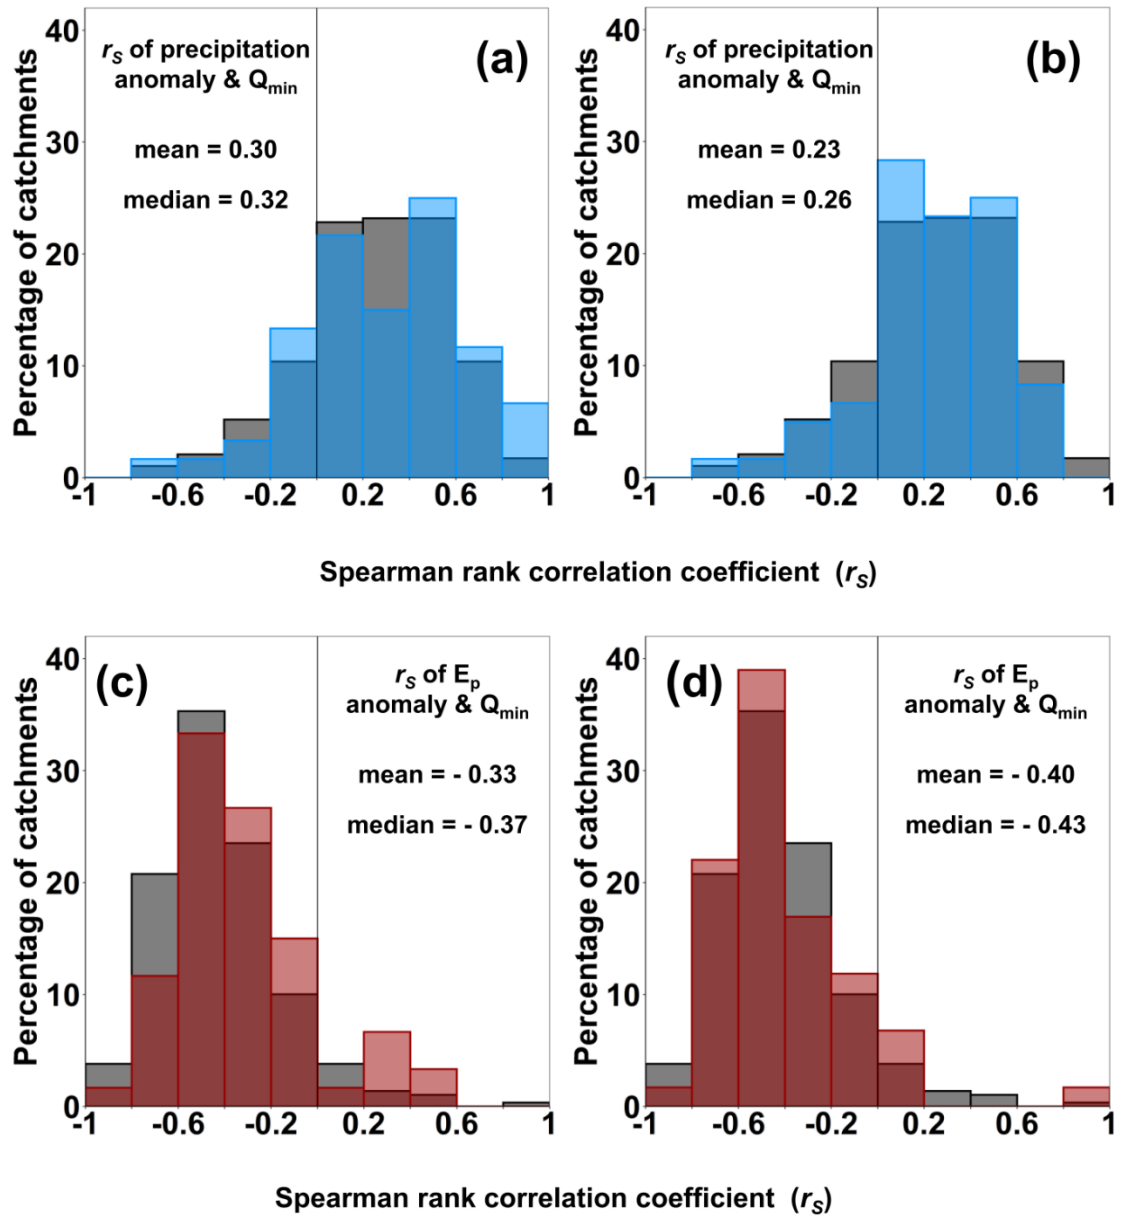 Percentage of catchments
40
30
20
10
0
r_S of precipitation
anomaly & Q_min
(a)
mean = 0.30
median = 0.32
-1 -0.6 -0.2 0.2 0.6 1
Percentage of catchments
40
30
20
10
0
r_S of precipitation
anomaly & Q_min
(b)
mean = 0.23
median = 0.26
-1 -0.6 -0.2 0.2 0.6 1
Spearman rank correlation coefficient (r_S)
Percentage of catchments
40
30
20
10
0
(c)
r_S of E_p
anomaly & Q_min
mean = - 0.33
median = - 0.37
-1 -0.6 -0.2 0.2 0.6 1
Percentage of catchments
40
30
20
10
0
(d)
r_S of E_p
anomaly & Q_min
mean = - 0.40
median = - 0.43
-1 -0.6 -0.2 0.2 0.6 1
Spearman rank correlation coefficient (r_S)